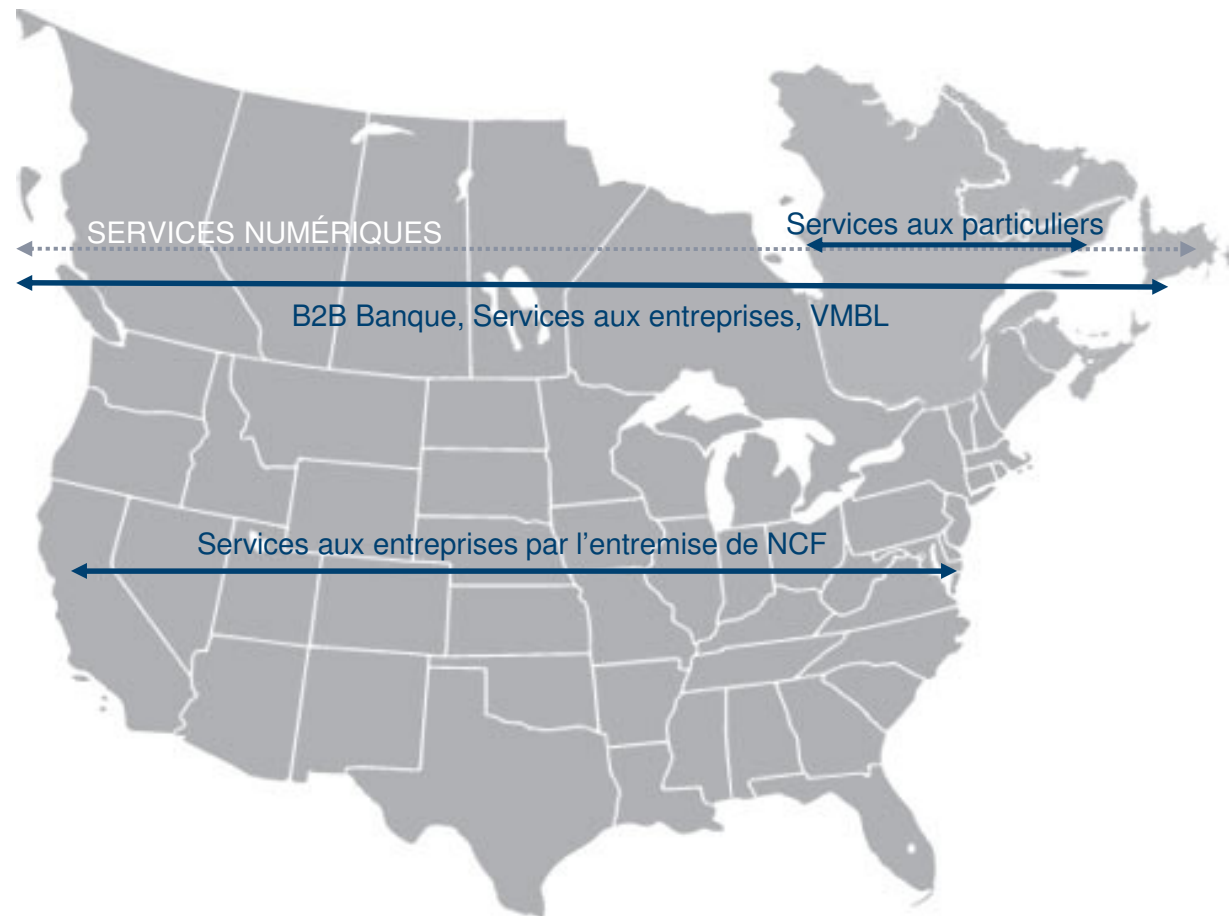 Services aux particuliers
SERVICES NUMÉRIQUES
B2B Banque, Services aux entreprises, VMBL
Services aux entreprises par l’entremise de NCF